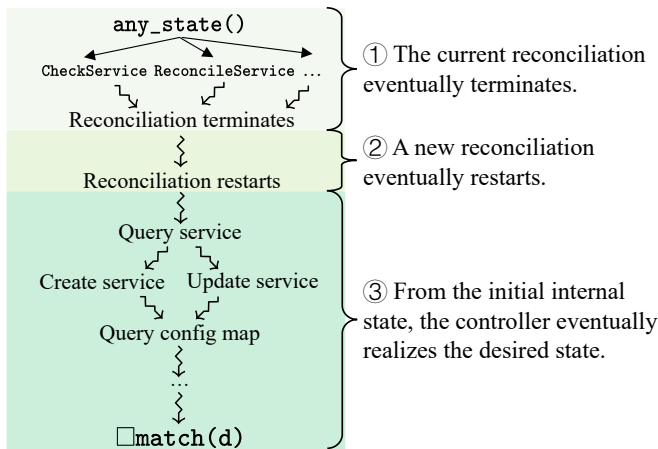 any_state()
CheckService ReconcileService ...
Reconciliation terminates
① The current reconciliation
eventually terminates.
Reconciliation restarts
② A new reconciliation
eventually restarts.
Query service
Create service Update service
Query config map
...
□match(d)
③ From the initial internal
state, the controller eventually
realizes the desired state.